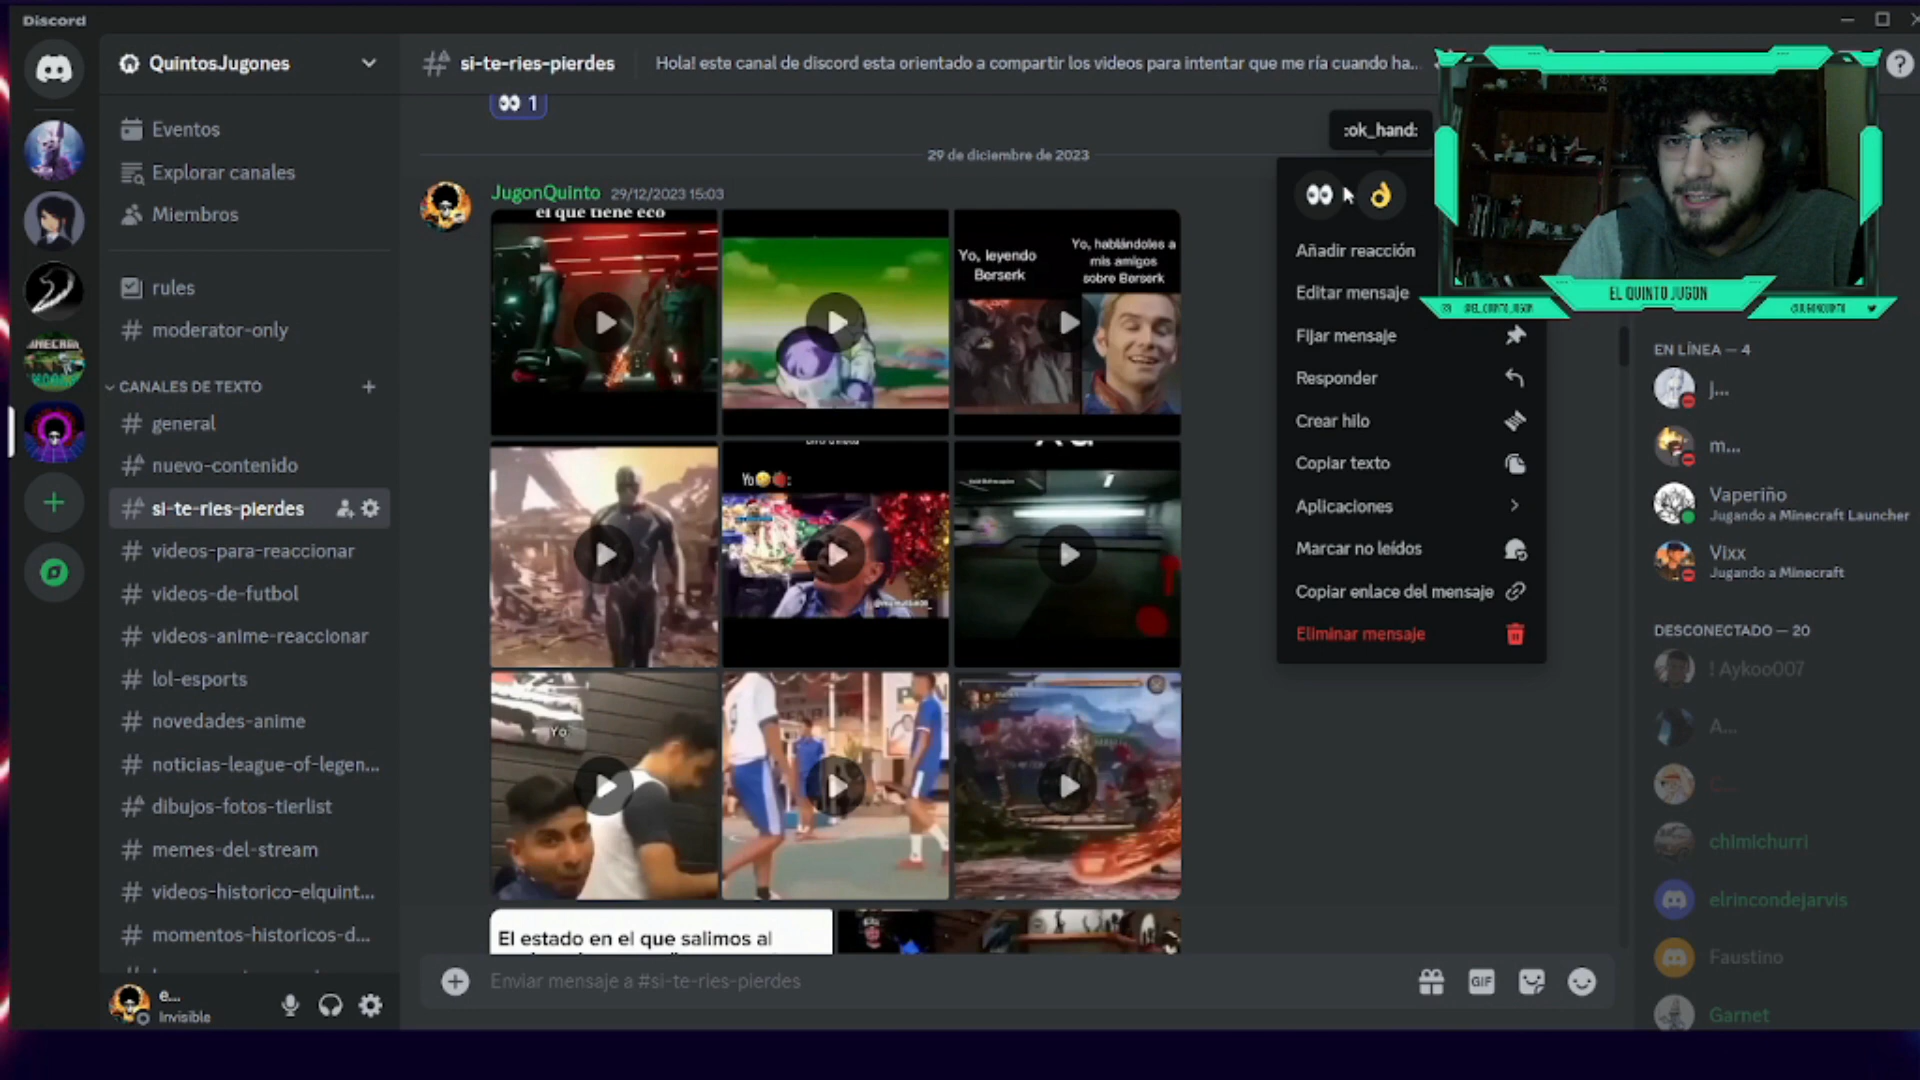 Discord
QuintosJugones
si-te-ries-pierdes
Hola! este canal de discord esta orientado a compartir los videos para intentar que me ría cuando ha...
Eventos
Explorar canales
Miembros
rules
moderator-only
CANALES DE TEXTO
general
nuevo-contenido
si-te-ries-pierdes
videos-para-reaccionar
videos-de-futbol
videos-anime-reaccionar
lol-esports
novedades-anime
noticias-league-of-legen...
dibujos-fotos-tierlist
memes-del-stream
videos-historico-elquint...
momentos-historicos-d...
e...
Invisible
1
29 de diciembre de 2023
JugonQuinto 29/12/2023 15:03
el que tiene eco
Yo, leyendo
Berserk
Yo, hablándoles a
mis amigos
sobre Berserk
Yo
Yo
El estado en el que salimos al
Enviar mensaje a #si-te-ries-pierdes
GIF
:ok_hand:
Añadir reacción
Editar mensaje
Fijar mensaje
Responder
Crear hilo
Copiar texto
Aplicaciones
Marcar no leídos
Copiar enlace del mensaje
Eliminar mensaje
EL QUINTO JUGON
@EL_QUINTO_JUGON
@JUGONQUINTO
EN LÍNEA — 4
J...
m...
Vaperiño
Jugando a Minecraft Launcher
Vixx
Jugando a Minecraft
DESCONECTADO — 20
! Aykoo007
A...
C...
chimichurri
elrincondejarvis
Faustino
Garnet